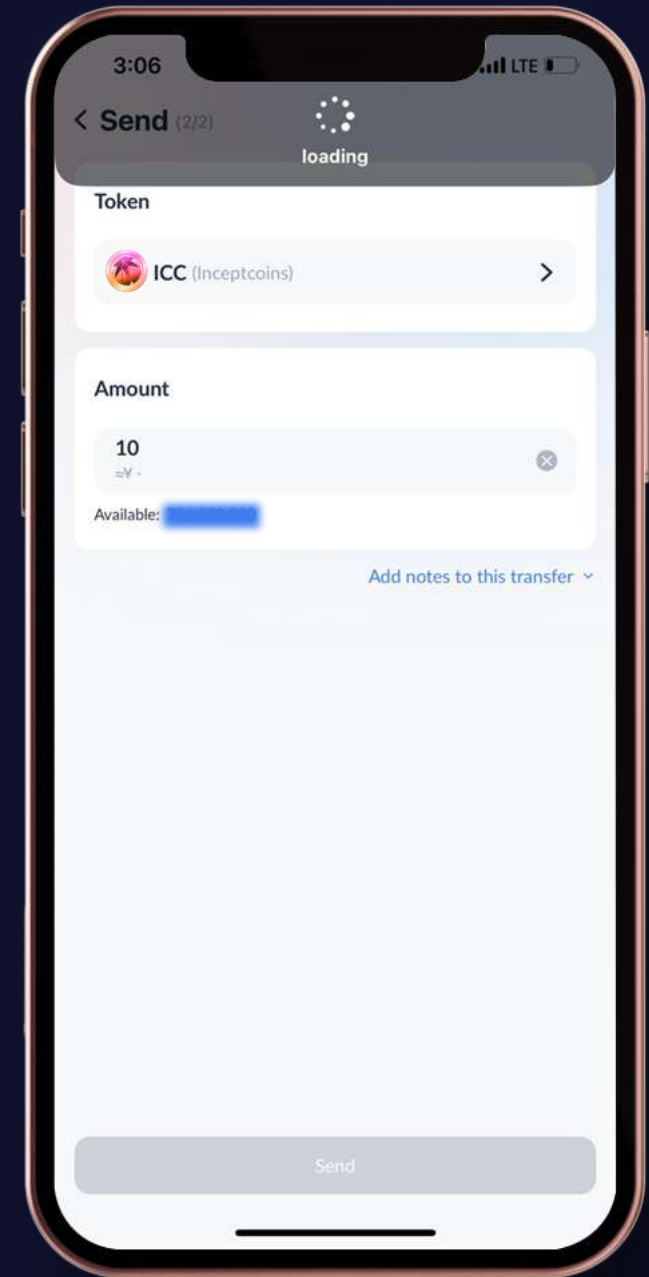 3:06
LTE
Send (2/2)
loading
Token
ICC (Inceptcoins)
Amount
10
≈¥ -
Available:
Add notes to this transfer
Send